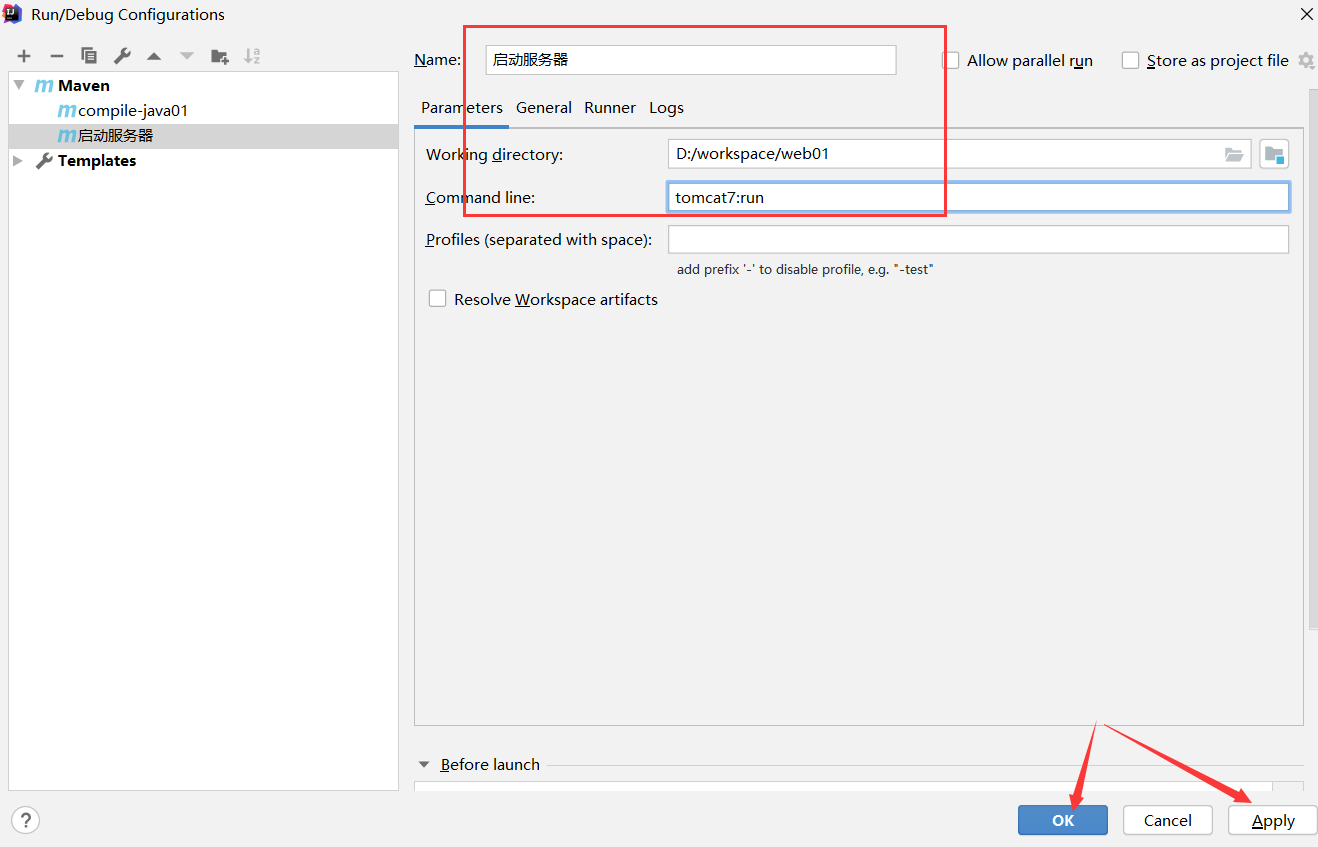 Run/Debug Configurations
Maven
compile-java01
启动服务器
Templates
Name: 启动服务器 Allow parallel run Store as project file
Parameters General Runner Logs
Working directory: D:/workspace/web01
Command line: tomcat7:run
Profiles (separated with space):
add prefix '-' to disable profile, e.g. "-test"
Resolve Workspace artifacts
Before launch
? OK Cancel Apply